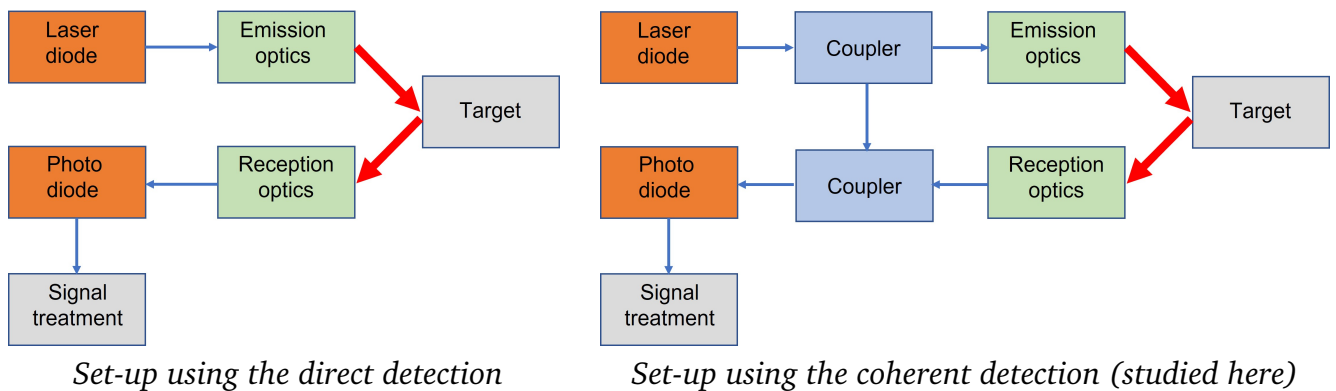 Laser
diode
Emission
optics
Target
Photo
diode
Reception
optics
Signal
treatment
Set-up using the direct detection
Laser
diode
Coupler
Emission
optics
Target
Photo
diode
Coupler
Reception
optics
Signal
treatment
Set-up using the coherent detection (studied here)